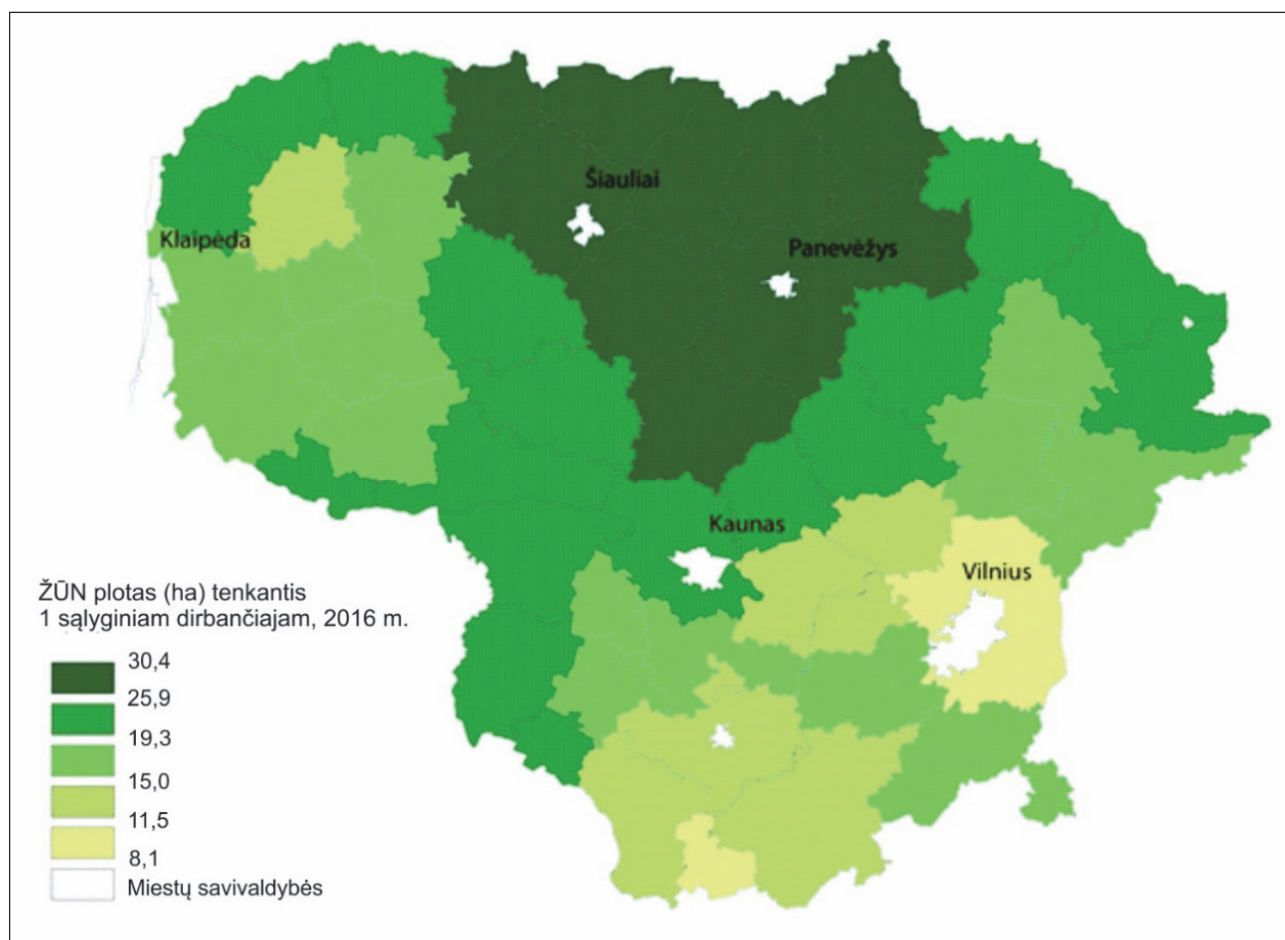 Šiauliai
Klaipėda
Panevėžys
Kaunas
Vilnius
ŽŪN plotas (ha) tenkantis
1 sąlyginiam dirbančiajam, 2016 m.
30,4
25,9
19,3
15,0
11,5
8,1
Miestų savivaldybės